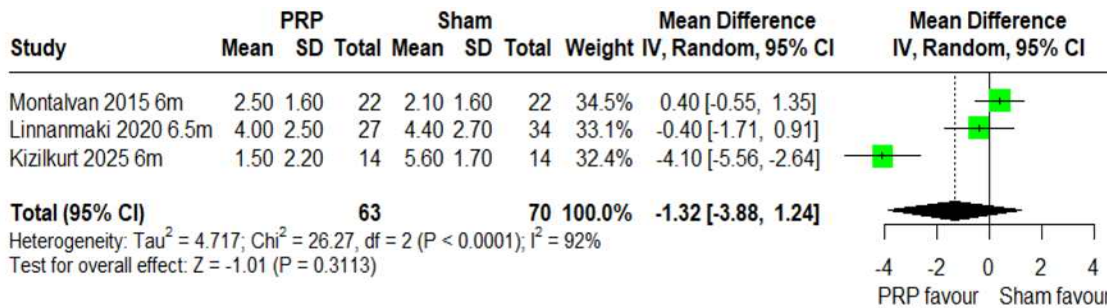 PRP Sham Mean Difference Mean Difference
Study Mean SD Total Mean SD Total Weight IV, Random, 95% CI IV, Random, 95% CI
Montalvan 2015 6m 2.50 1.60 22 2.10 1.60 22 34.5% 0.40 [-0.55, 1.35]
Linnanmaki 2020 6.5m 4.00 2.50 27 4.40 2.70 34 33.1% -0.40 [-1.71, 0.91]
Kizilkurt 2025 6m 1.50 2.20 14 5.60 1.70 14 32.4% -4.10 [-5.56, -2.64]
Total (95% CI) 63 70 100.0% -1.32 [-3.88, 1.24]
Heterogeneity: Tau² = 4.717; Chi² = 26.27, df = 2 (P < 0.0001); I² = 92%
Test for overall effect: Z = -1.01 (P = 0.3113)
-4 -2 0 2 4
PRP favour Sham favour